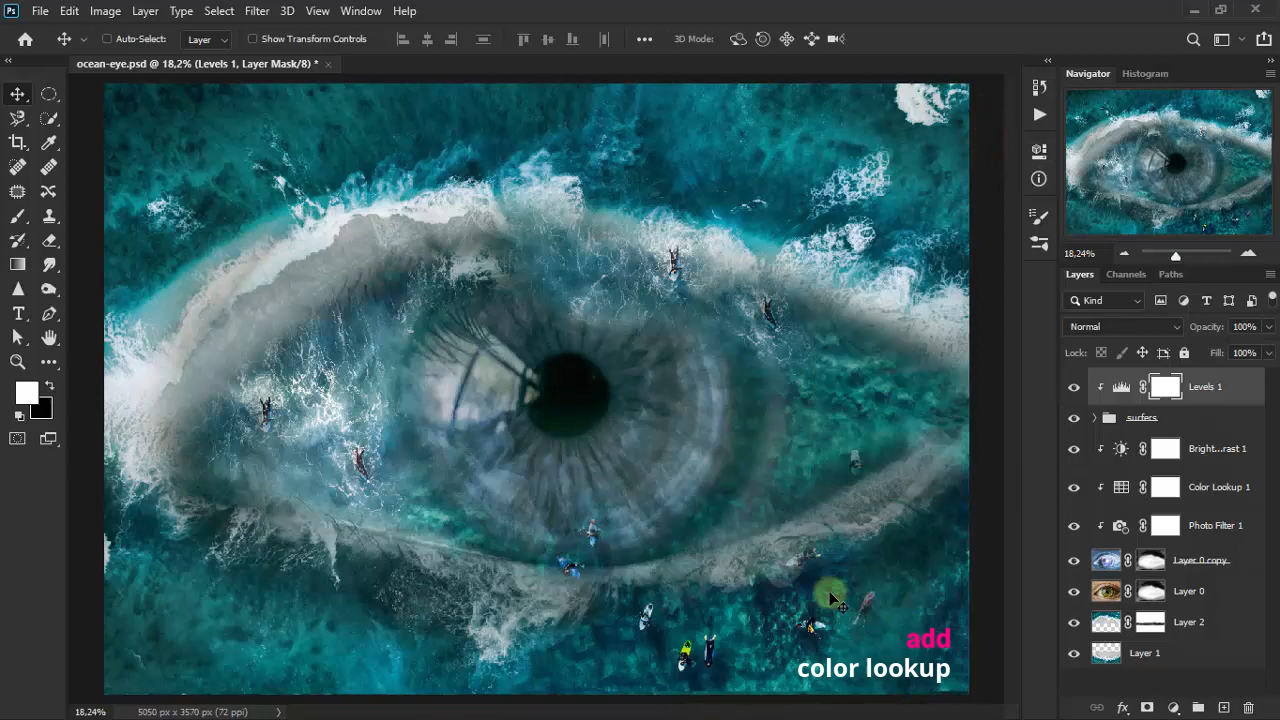 Ps File Edit Image Layer Type Select Filter 3D View Window Help
Auto-Select: Layer Show Transform Controls 3D Mode:
ocean-eye.psd @ 18,2% (Levels 1, Layer Mask/8) *
Navigator Histogram
18,24%
Layers Channels Paths
Kind
Normal Opacity: 100%
Lock: Fill: 100%
Levels 1
surfers
Bright...rast 1
Color Lookup 1
Photo Filter 1
Layer 0 copy
Layer 0
Layer 2
Layer 1
add
color lookup
18,24% 5050 px x 3570 px (72 ppi)